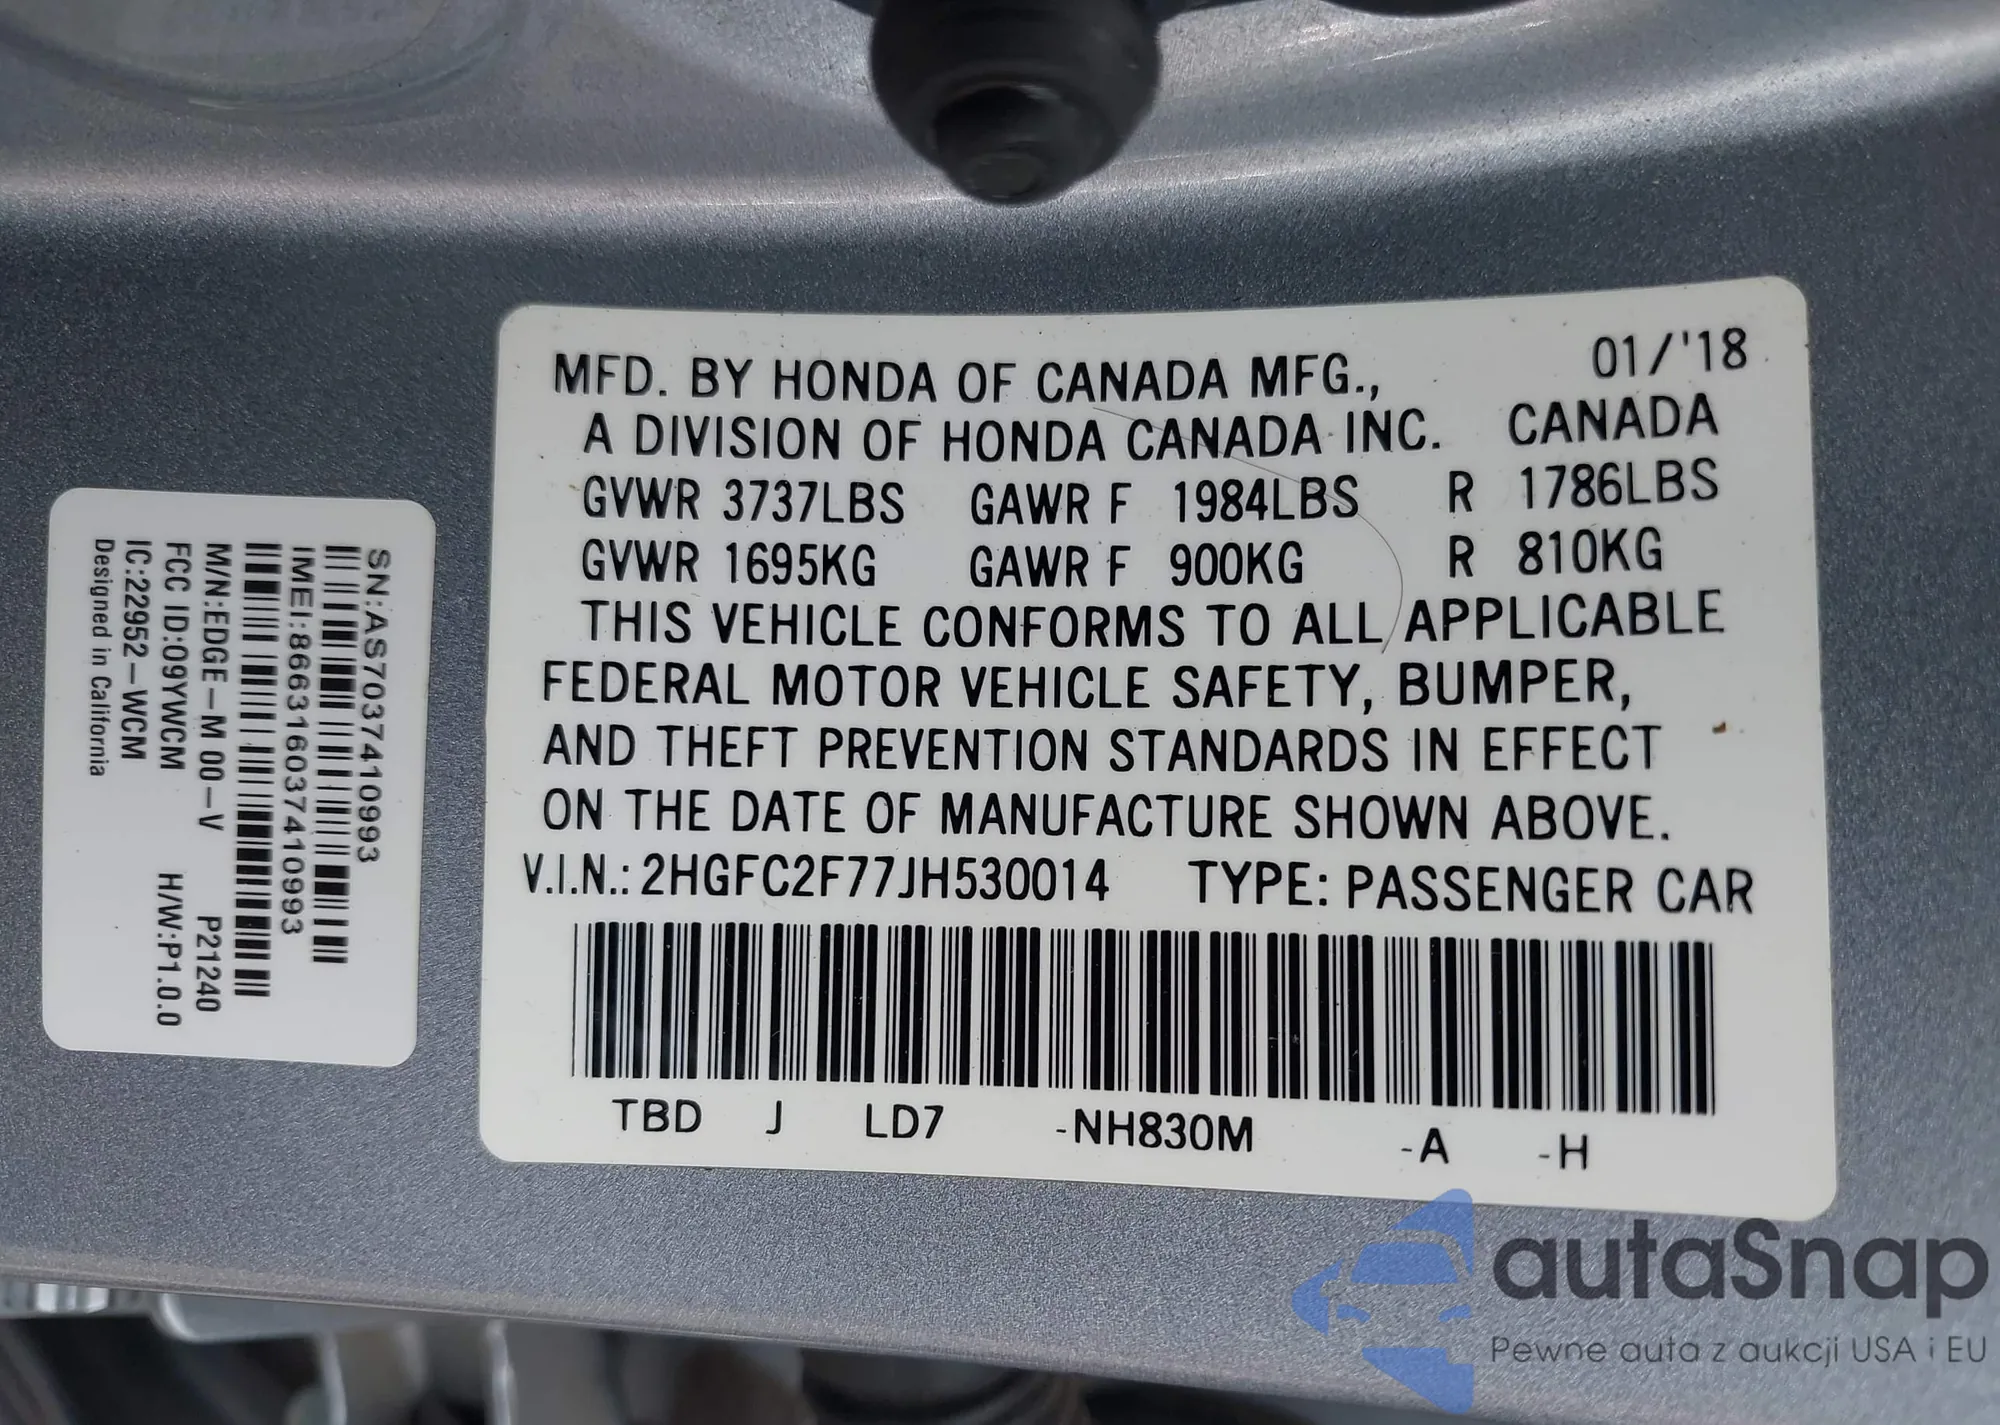 SN:AS7037410993
IMEI:866316037410993
M/N:EDGE-M 00-V P21240
FCC ID:09YWCM H/W:P1.0.0
IC:22952-WCM
Designed in California
MFD. BY HONDA OF CANADA MFG., 01/'18
A DIVISION OF HONDA CANADA INC. CANADA
GVWR 3737LBS GAWR F 1984LBS R 1786LBS
GVWR 1695KG GAWR F 900KG R 810KG
THIS VEHICLE CONFORMS TO ALL APPLICABLE
FEDERAL MOTOR VEHICLE SAFETY, BUMPER,
AND THEFT PREVENTION STANDARDS IN EFFECT
ON THE DATE OF MANUFACTURE SHOWN ABOVE.
V.I.N.: 2HGFC2F77JH530014 TYPE: PASSENGER CAR
TBD J LD7 -NH830M -A -H
autaSnap
Pewne auta z aukcji USA i EU